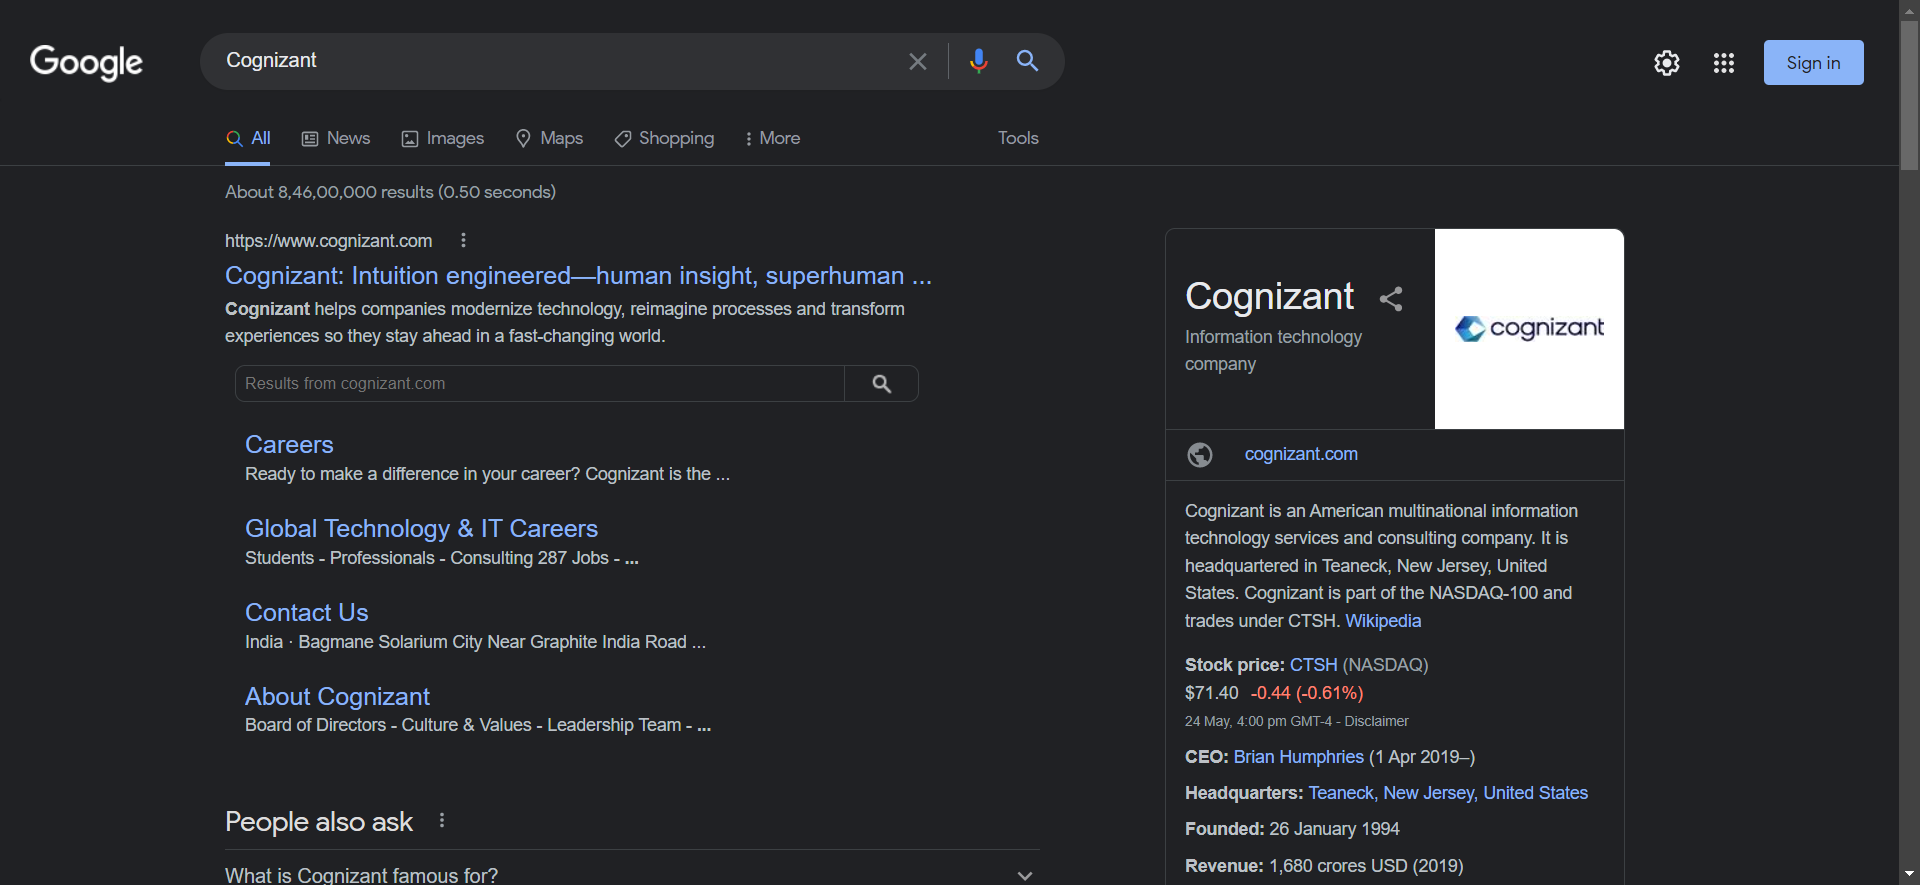 Google
Cognizant
Sign in
All
News
Images
Maps
Shopping
More
Tools
About 8,46,00,000 results (0.50 seconds)
https://www.cognizant.com
Cognizant: Intuition engineered—human insight, superhuman ...
Cognizant helps companies modernize technology, reimagine processes and transform
experiences so they stay ahead in a fast-changing world.
Results from cognizant.com
Careers
Ready to make a difference in your career? Cognizant is the ...
Global Technology & IT Careers
Students - Professionals - Consulting 287 Jobs - ...
Contact Us
India · Bagmane Solarium City Near Graphite India Road ...
About Cognizant
Board of Directors - Culture & Values - Leadership Team - ...
People also ask
What is Cognizant famous for?
Cognizant
Information technology
company
cognizant
cognizant.com
Cognizant is an American multinational information
technology services and consulting company. It is
headquartered in Teaneck, New Jersey, United
States. Cognizant is part of the NASDAQ-100 and
trades under CTSH. Wikipedia
Stock price: CTSH (NASDAQ)
$71.40 -0.44 (-0.61%)
24 May, 4:00 pm GMT-4 - Disclaimer
CEO: Brian Humphries (1 Apr 2019–)
Headquarters: Teaneck, New Jersey, United States
Founded: 26 January 1994
Revenue: 1,680 crores USD (2019)